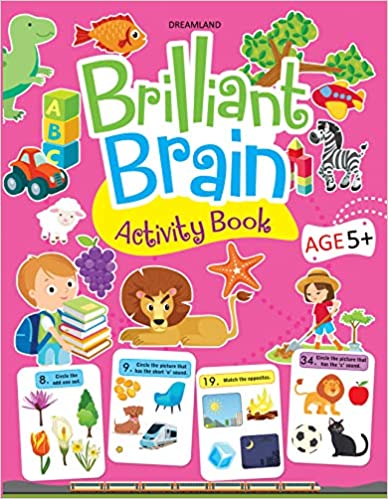 DREAMLAND
Brilliant
Brain
Activity Book
AGE 5+
A
B
C
8. Circle the
odd one out.
9. Circle the picture that
has the short 'a' sound.
19. Match the opposites.
34. Circle the picture that
has the 's' sound.